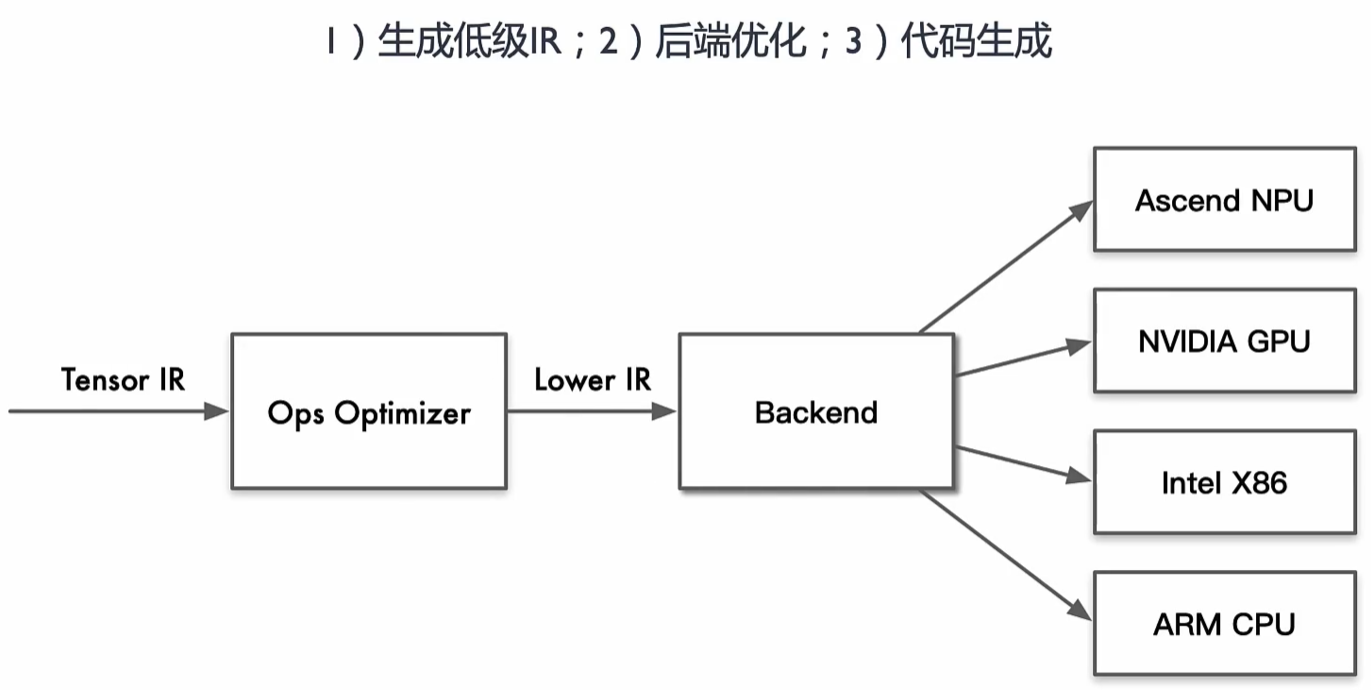 1）生成低级IR；2）后端优化；3）代码生成
Tensor IR
Ops Optimizer
Lower IR
Backend
Ascend NPU
NVIDIA GPU
Intel X86
ARM CPU